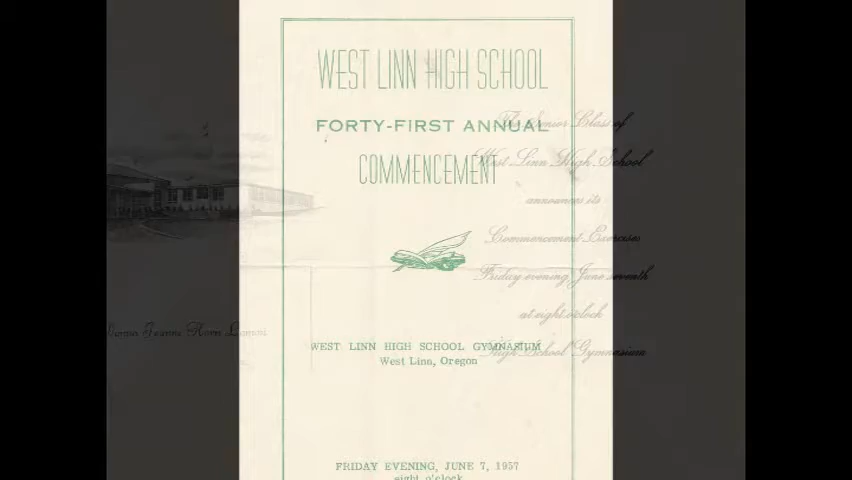 WEST LINN HIGH SCHOOL
FORTY-FIRST ANNUAL
COMMENCEMENT
WEST LINN HIGH SCHOOL GYMNASIUM
West Linn, Oregon
FRIDAY EVENING, JUNE 7, 1957
eight o'clock
The Senior Class of
West Linn High School
announces its
Commencement Exercises
Friday evening, June seventh
at eight o'clock
High School Gymnasium